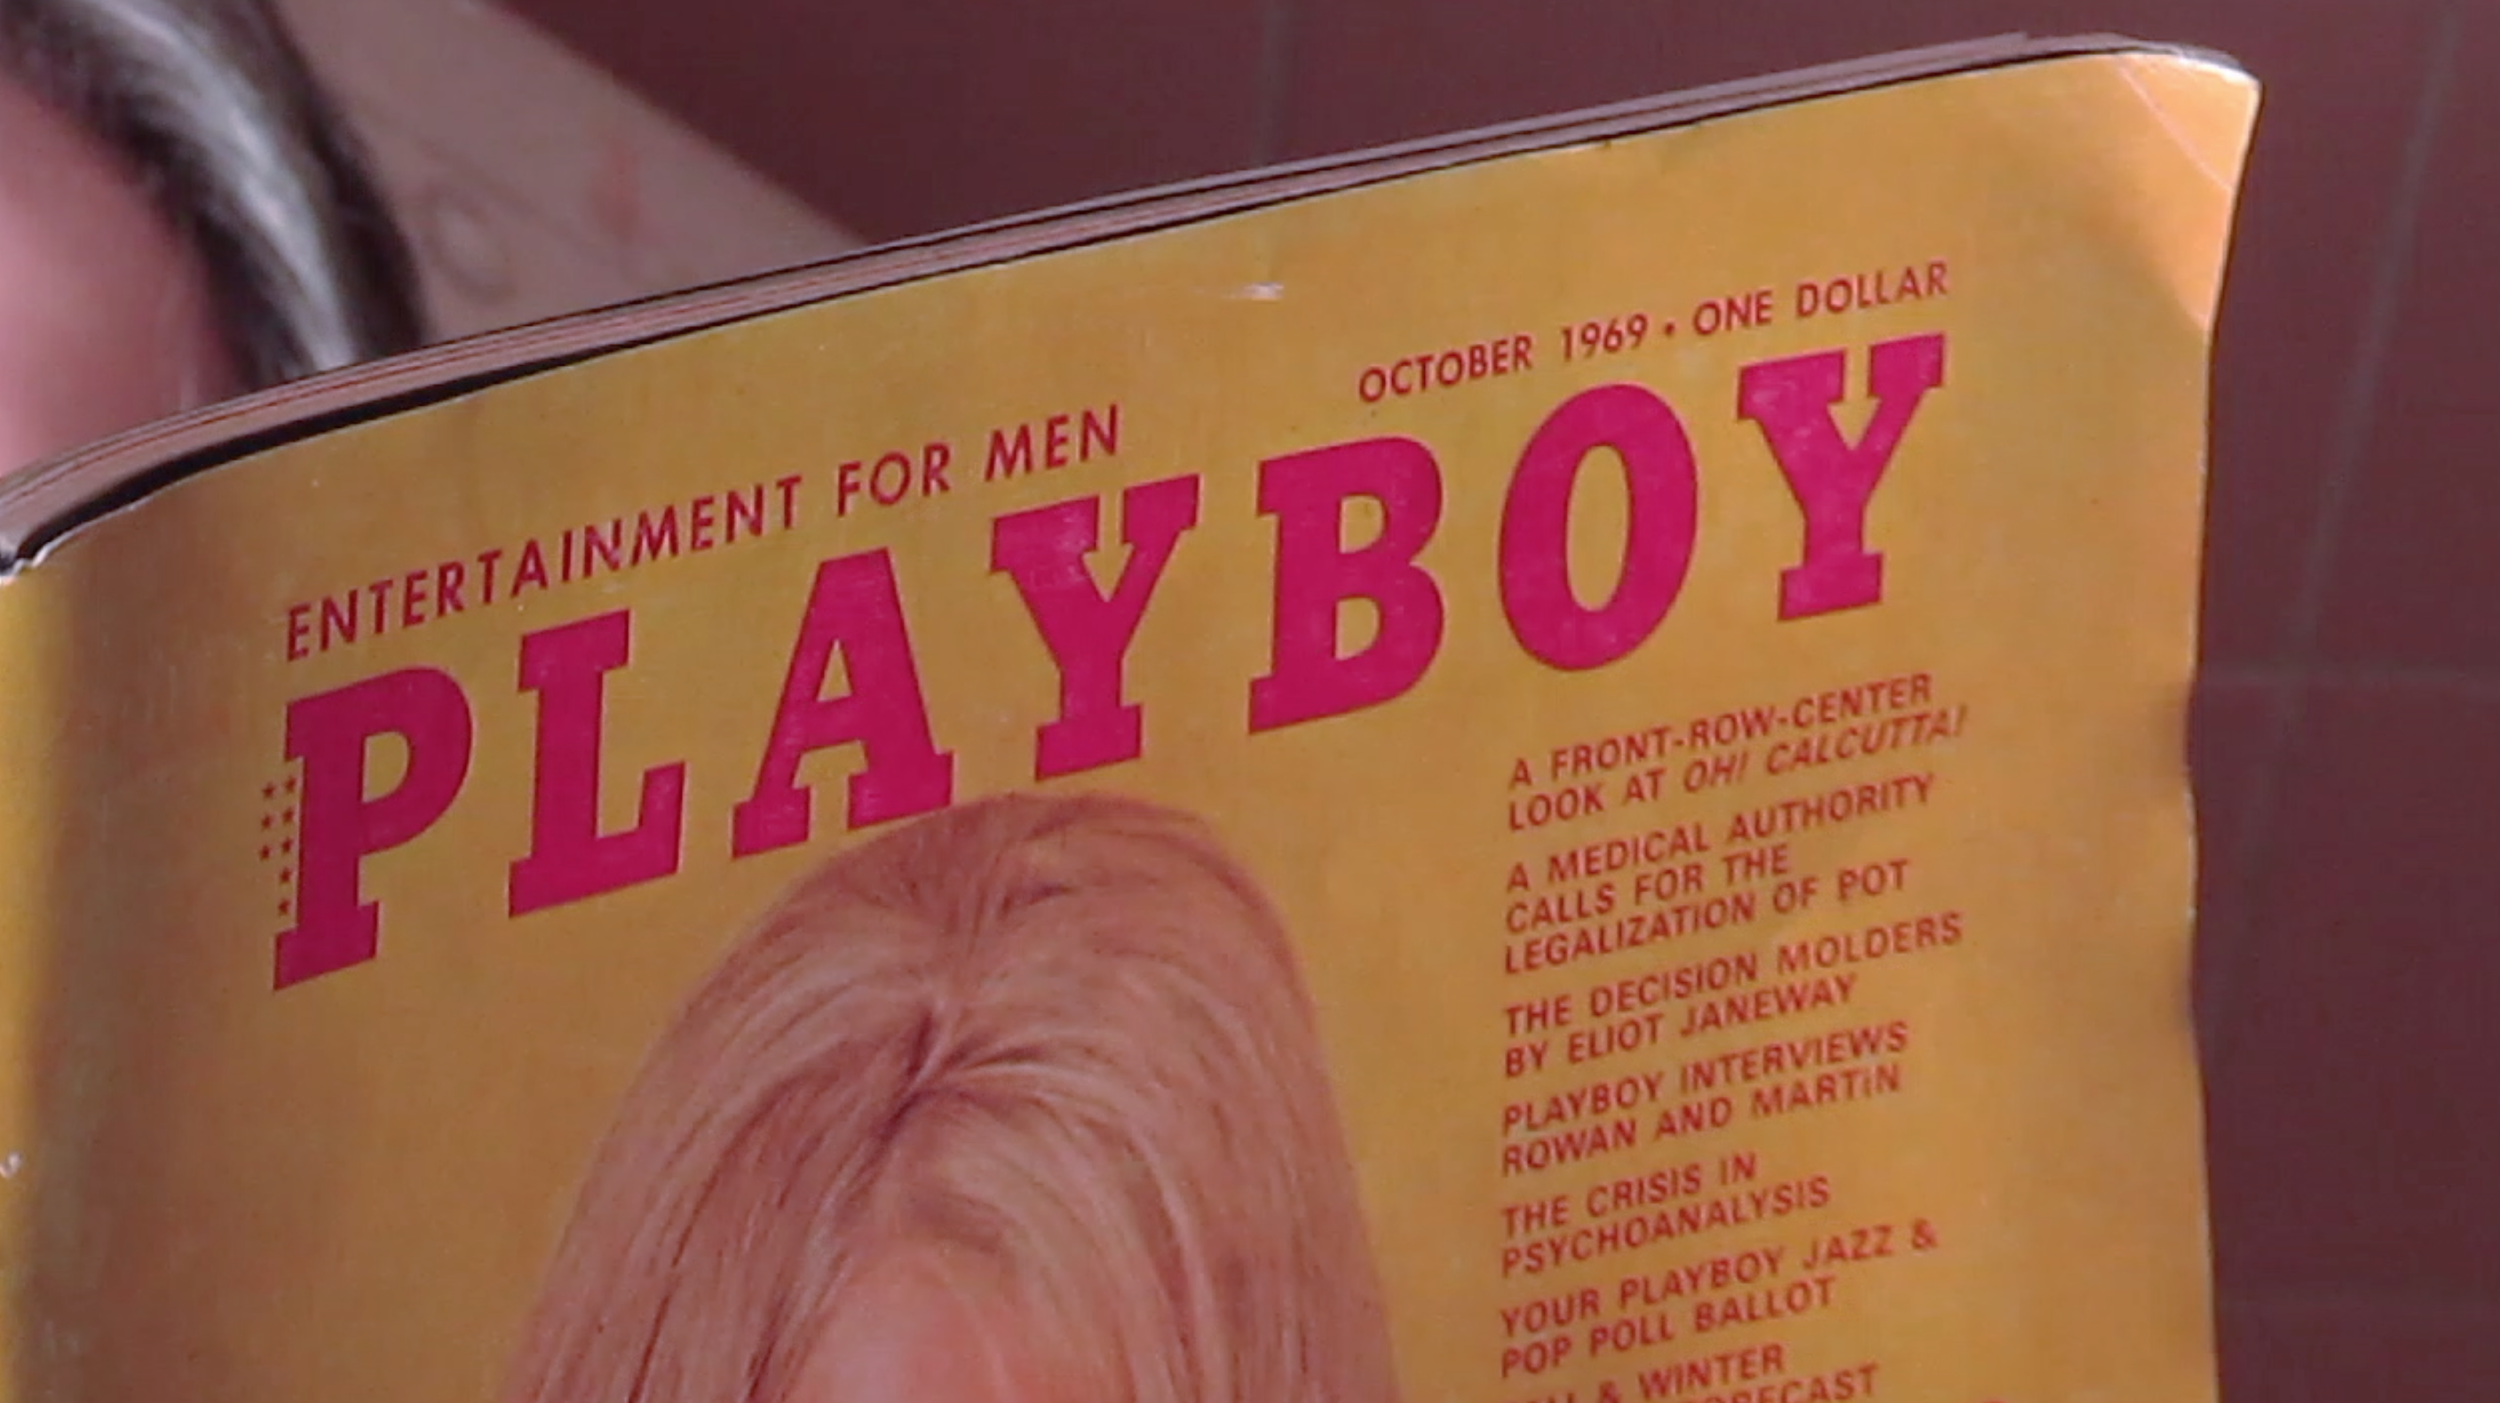 ENTERTAINMENT FOR MEN
OCTOBER 1969 • ONE DOLLAR
PLAYBOY
A FRONT-ROW-CENTER
LOOK AT OH! CALCUTTA!
A MEDICAL AUTHORITY
CALLS FOR THE
LEGALIZATION OF POT
THE DECISION MOLDERS
BY ELIOT JANEWAY
PLAYBOY INTERVIEWS
ROWAN AND MARTIN
THE CRISIS IN
PSYCHOANALYSIS
YOUR PLAYBOY JAZZ &
POP POLL BALLOT
& WINTER